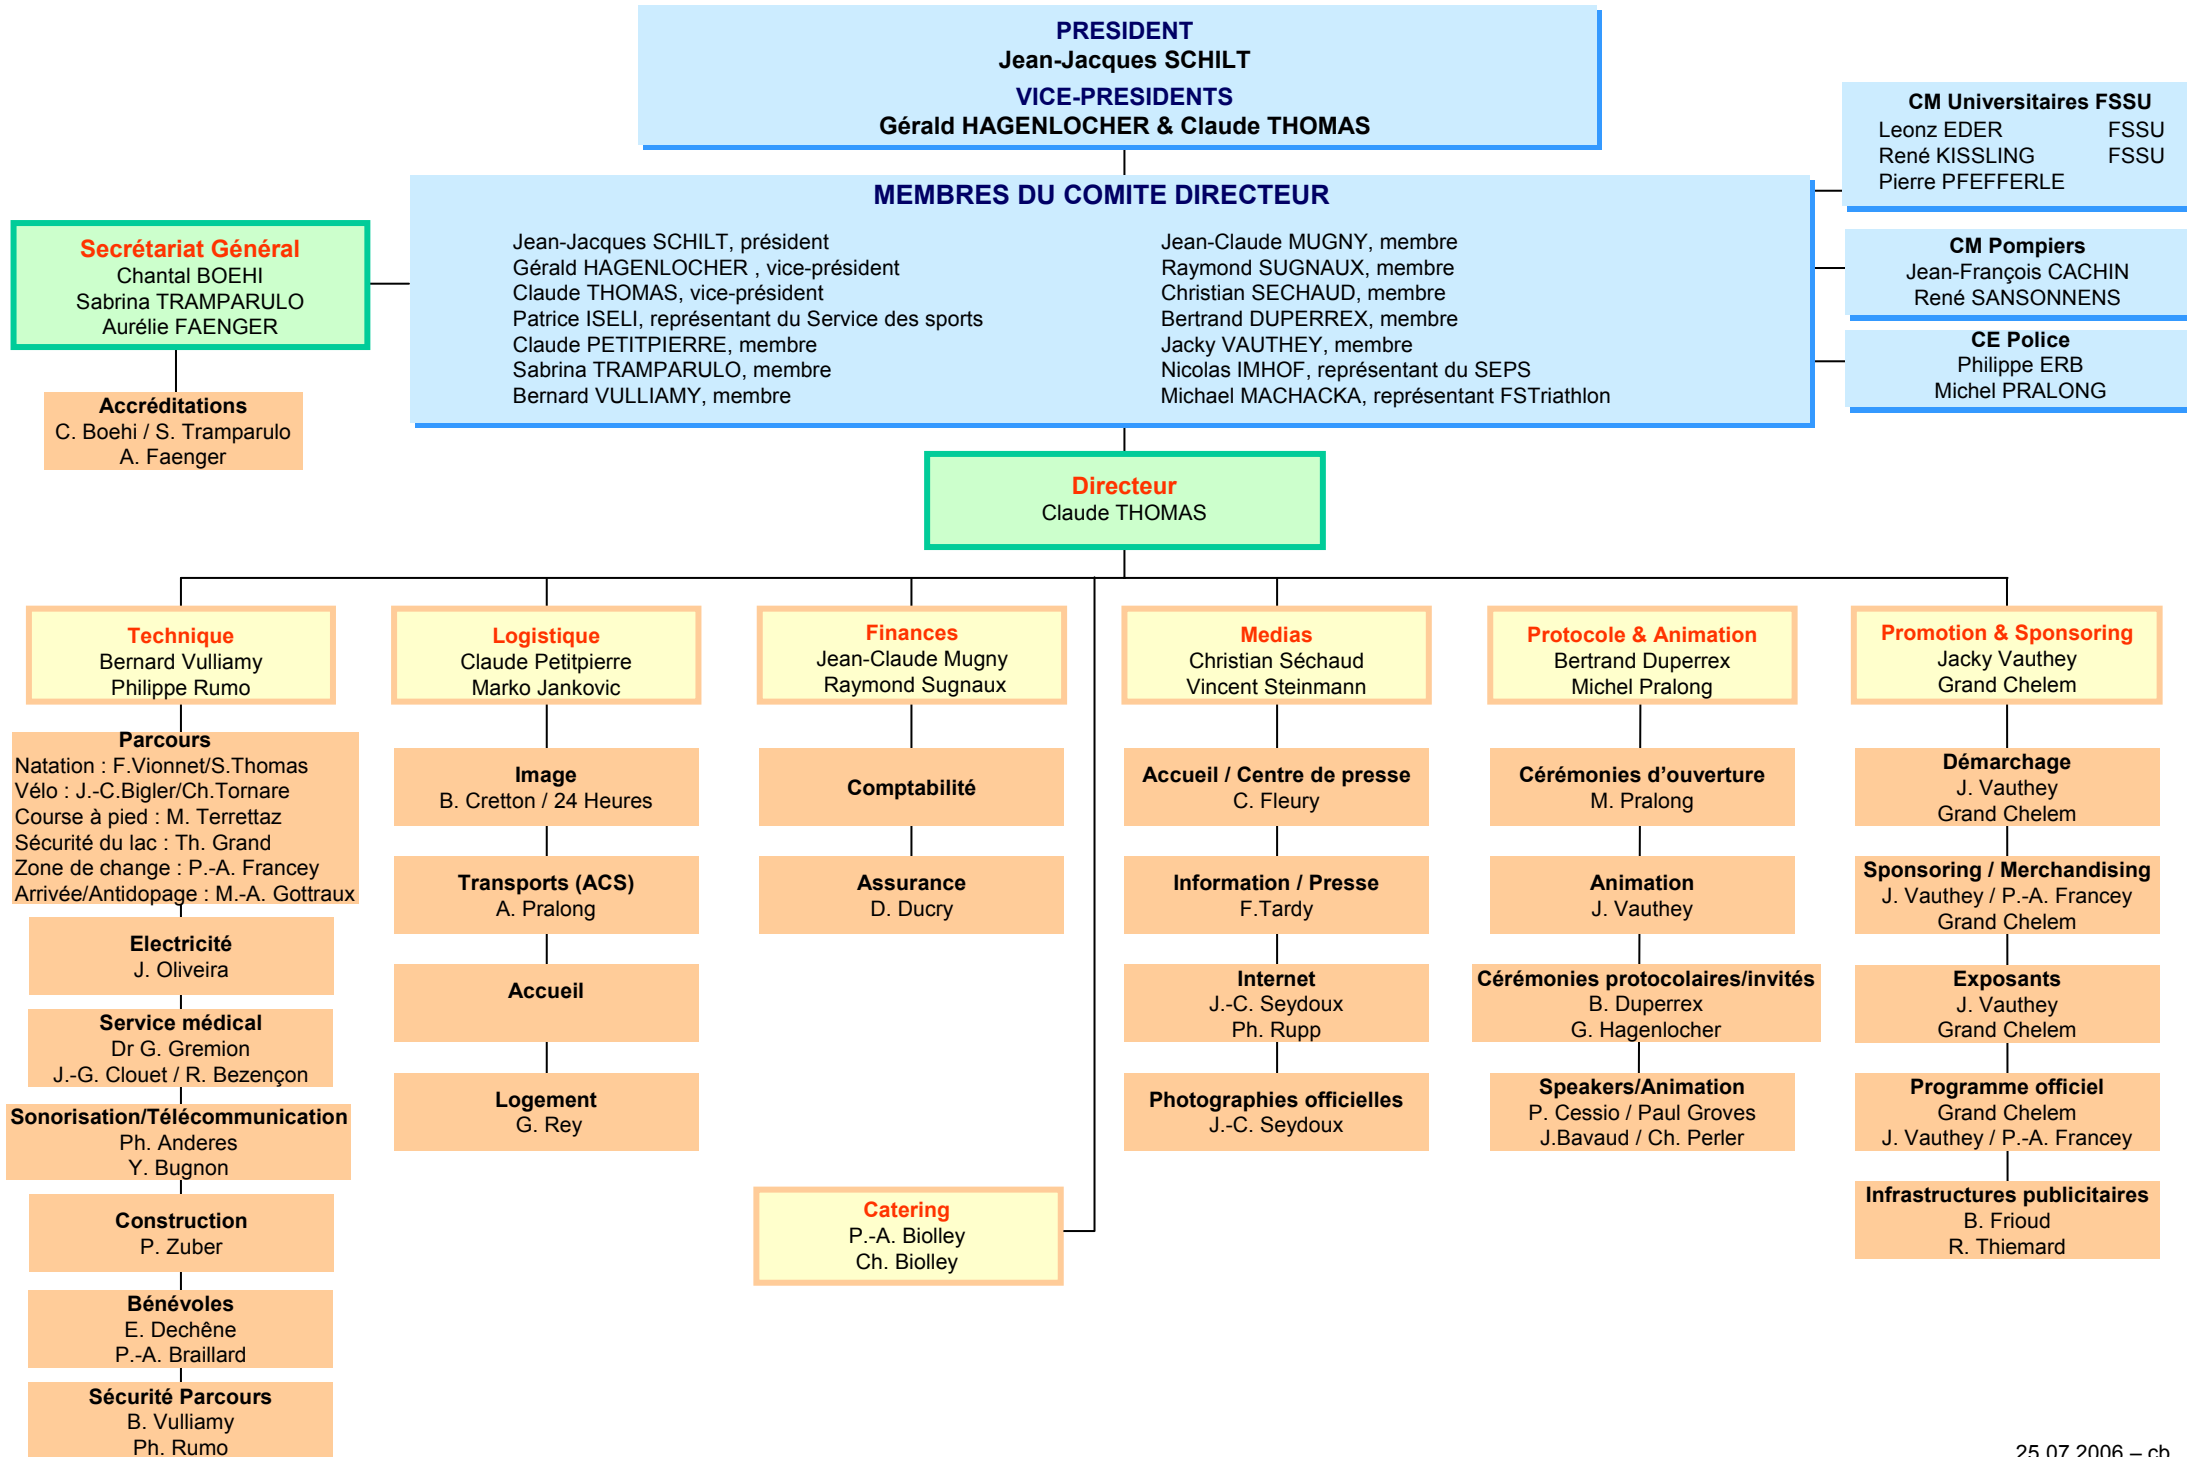 PRESIDENT
Jean-Jacques SCHILT
VICE-PRESIDENTS
Gérald HAGENLOCHER & Claude THOMAS
CM Universitaires FSSU
Leonz EDER FSSU
René KISSLING FSSU
Pierre PFEFFERLE
MEMBRES DU COMITE DIRECTEUR
Jean-Jacques SCHILT, président
Gérald HAGENLOCHER , vice-président
Claude THOMAS, vice-président
Patrice ISELI, représentant du Service des sports
Claude PETITPIERRE, membre
Sabrina TRAMPARULO, membre
Bernard VULLIAMY, membre
Jean-Claude MUGNY, membre
Raymond SUGNAUX, membre
Christian SECHAUD, membre
Bertrand DUPERREX, membre
Jacky VAUTHEY, membre
Nicolas IMHOF, représentant du SEPS
Michael MACHACKA, représentant FSTriathlon
Secrétariat Général
Chantal BOEHI
Sabrina TRAMPARULO
Aurélie FAENGER
CM Pompiers
Jean-François CACHIN
René SANSONNENS
CE Police
Philippe ERB
Michel PRALONG
Accréditations
C. Boehi / S. Tramparulo
A. Faenger
Directeur
Claude THOMAS
Technique
Bernard Vulliamy
Philippe Rumo
Parcours
Natation : F.Vionnet/S.Thomas
Vélo : J.-C.Bigler/Ch.Tornare
Course à pied : M. Terrettaz
Sécurité du lac : Th. Grand
Zone de change : P.-A. Francey
Arrivée/Antidopage : M.-A. Gottraux
Electricité
J. Oliveira
Service médical
Dr G. Gremion
J.-G. Clouet / R. Bezençon
Sonorisation/Télécommunication
Ph. Anderes
Y. Bugnon
Construction
P. Zuber
Bénévoles
E. Dechêne
P.-A. Braillard
Sécurité Parcours
B. Vulliamy
Ph. Rumo
Logistique
Claude Petitpierre
Marko Jankovic
Image
B. Cretton / 24 Heures
Transports (ACS)
A. Pralong
Accueil
Logement
G. Rey
Finances
Jean-Claude Mugny
Raymond Sugnaux
Comptabilité
Assurance
D. Ducry
Catering
P.-A. Biolley
Ch. Biolley
Medias
Christian Séchaud
Vincent Steinmann
Accueil / Centre de presse
C. Fleury
Information / Presse
F.Tardy
Internet
J.-C. Seydoux
Ph. Rupp
Photographies officielles
J.-C. Seydoux
Protocole & Animation
Bertrand Duperrex
Michel Pralong
Cérémonies d'ouverture
M. Pralong
Animation
J. Vauthey
Cérémonies protocolaires/invités
B. Duperrex
G. Hagenlocher
Speakers/Animation
P. Cessio / Paul Groves
J.Bavaud / Ch. Perler
Promotion & Sponsoring
Jacky Vauthey
Grand Chelem
Démarchage
J. Vauthey
Grand Chelem
Sponsoring / Merchandising
J. Vauthey / P.-A. Francey
Grand Chelem
Exposants
J. Vauthey
Grand Chelem
Programme officiel
Grand Chelem
J. Vauthey / P.-A. Francey
Infrastructures publicitaires
B. Frioud
R. Thiemard
25.07.2006 – cb